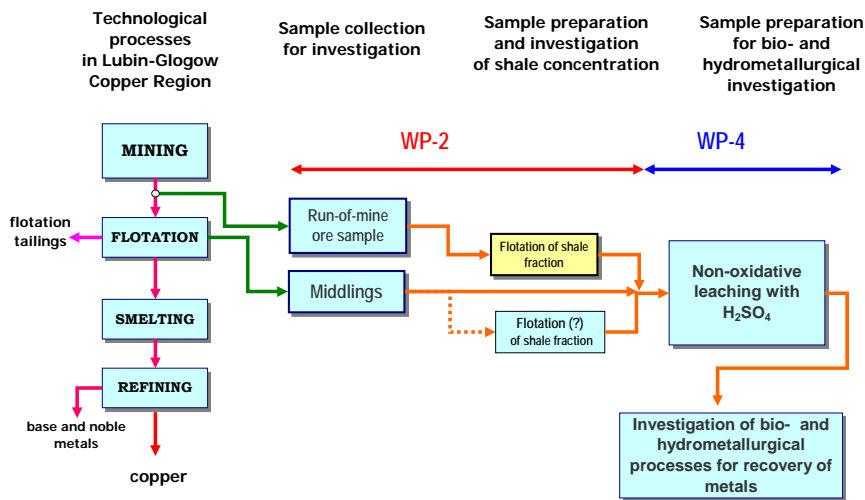 Technological
processes
in Lubin-Glogow
Copper Region
Sample collection
for investigation
Sample preparation
and investigation
of shale concentration
Sample preparation
for bio- and
hydrometallurgical
investigation
WP-2
WP-4
MINING
flotation
tailings
FLOTATION
SMELTING
REFINING
base and noble
metals
copper
Run-of-mine
ore sample
Middlings
Flotation of shale
fraction
Flotation (?)
of shale fraction
Non-oxidative
leaching with
H₂SO₄
Investigation of bio- and
hydrometallurgical
processes for recovery of
metals